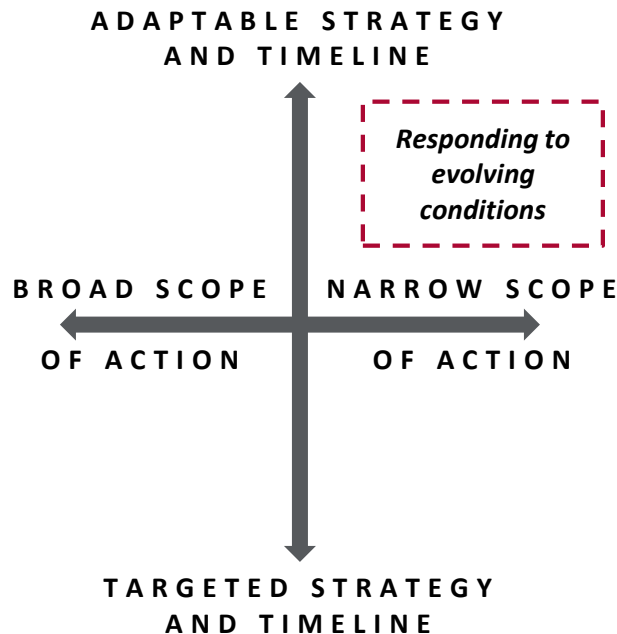 ADAPTABLE STRATEGY
AND TIMELINE
Responding to
evolving
conditions
BROAD SCOPE
OF ACTION
NARROW SCOPE
OF ACTION
TARGETED STRATEGY
AND TIMELINE